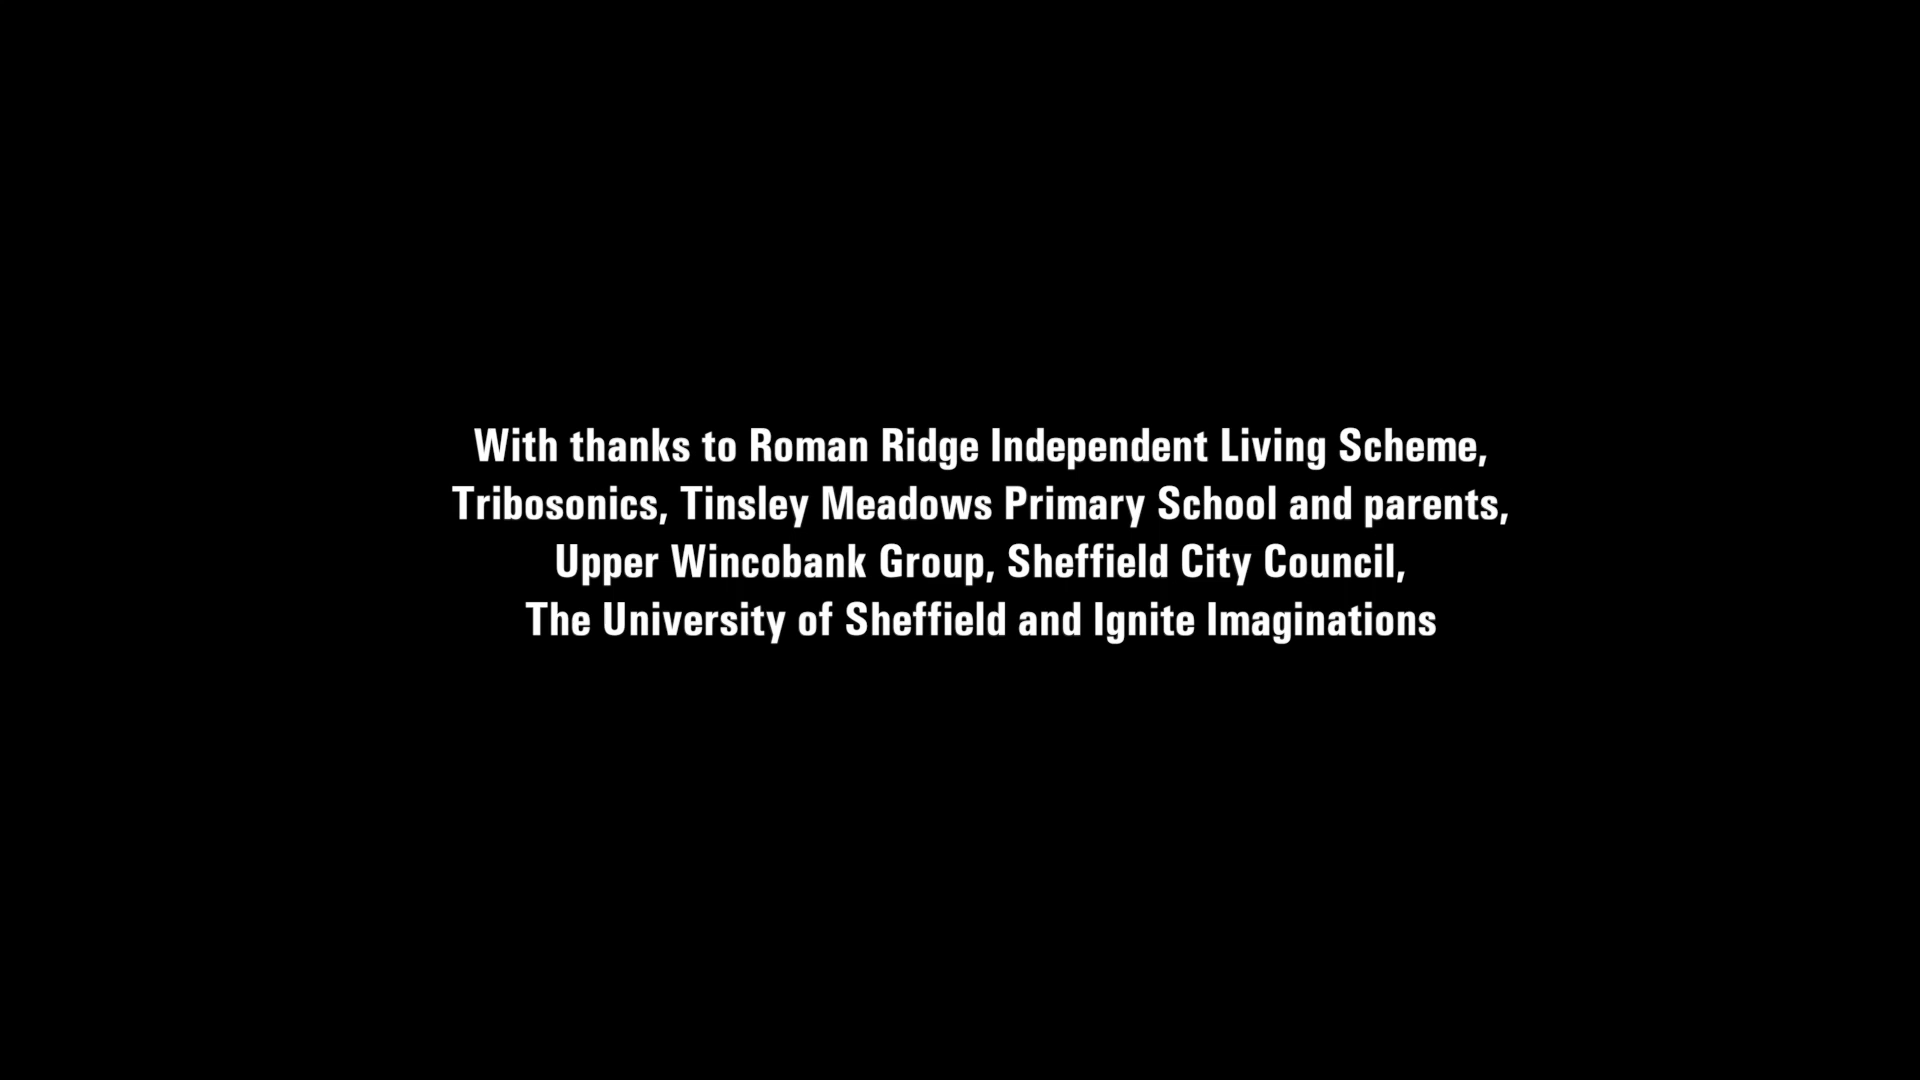 With thanks to Roman Ridge Independent Living Scheme,
Tribosonics, Tinsley Meadows Primary School and parents,
Upper Wincobank Group, Sheffield City Council,
The University of Sheffield and Ignite Imaginations